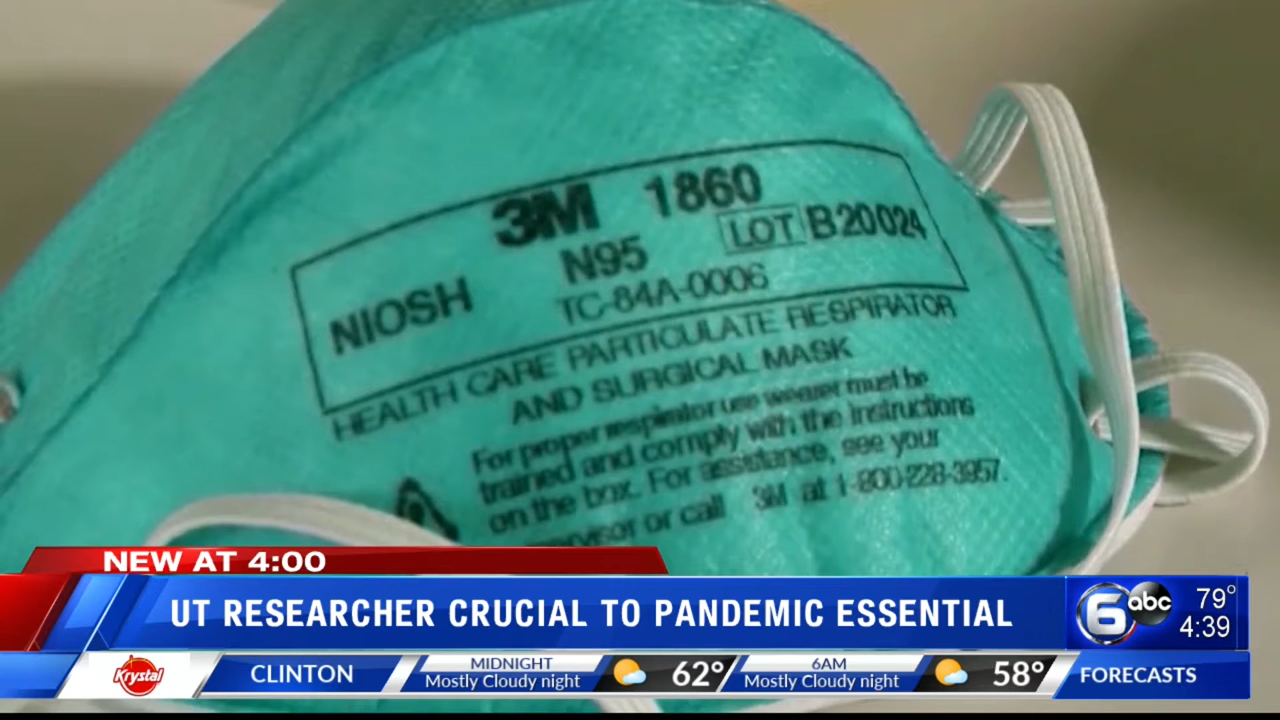 3M 1860
N95 LOT B20024
NIOSH TC-84A-0006
HEALTH CARE PARTICULATE RESPIRATOR
AND SURGICAL MASK
For proper respirator use wearer must be
trained and comply with the instructions
on the box. For assistance, see your
or call 3M at 1-800-228-3957.
NEW AT 4:00
UT RESEARCHER CRUCIAL TO PANDEMIC ESSENTIAL
6 abc 79°
4:39
Krystal
CLINTON
MIDNIGHT
Mostly Cloudy night
62°
6AM
Mostly Cloudy night
58°
FORECASTS